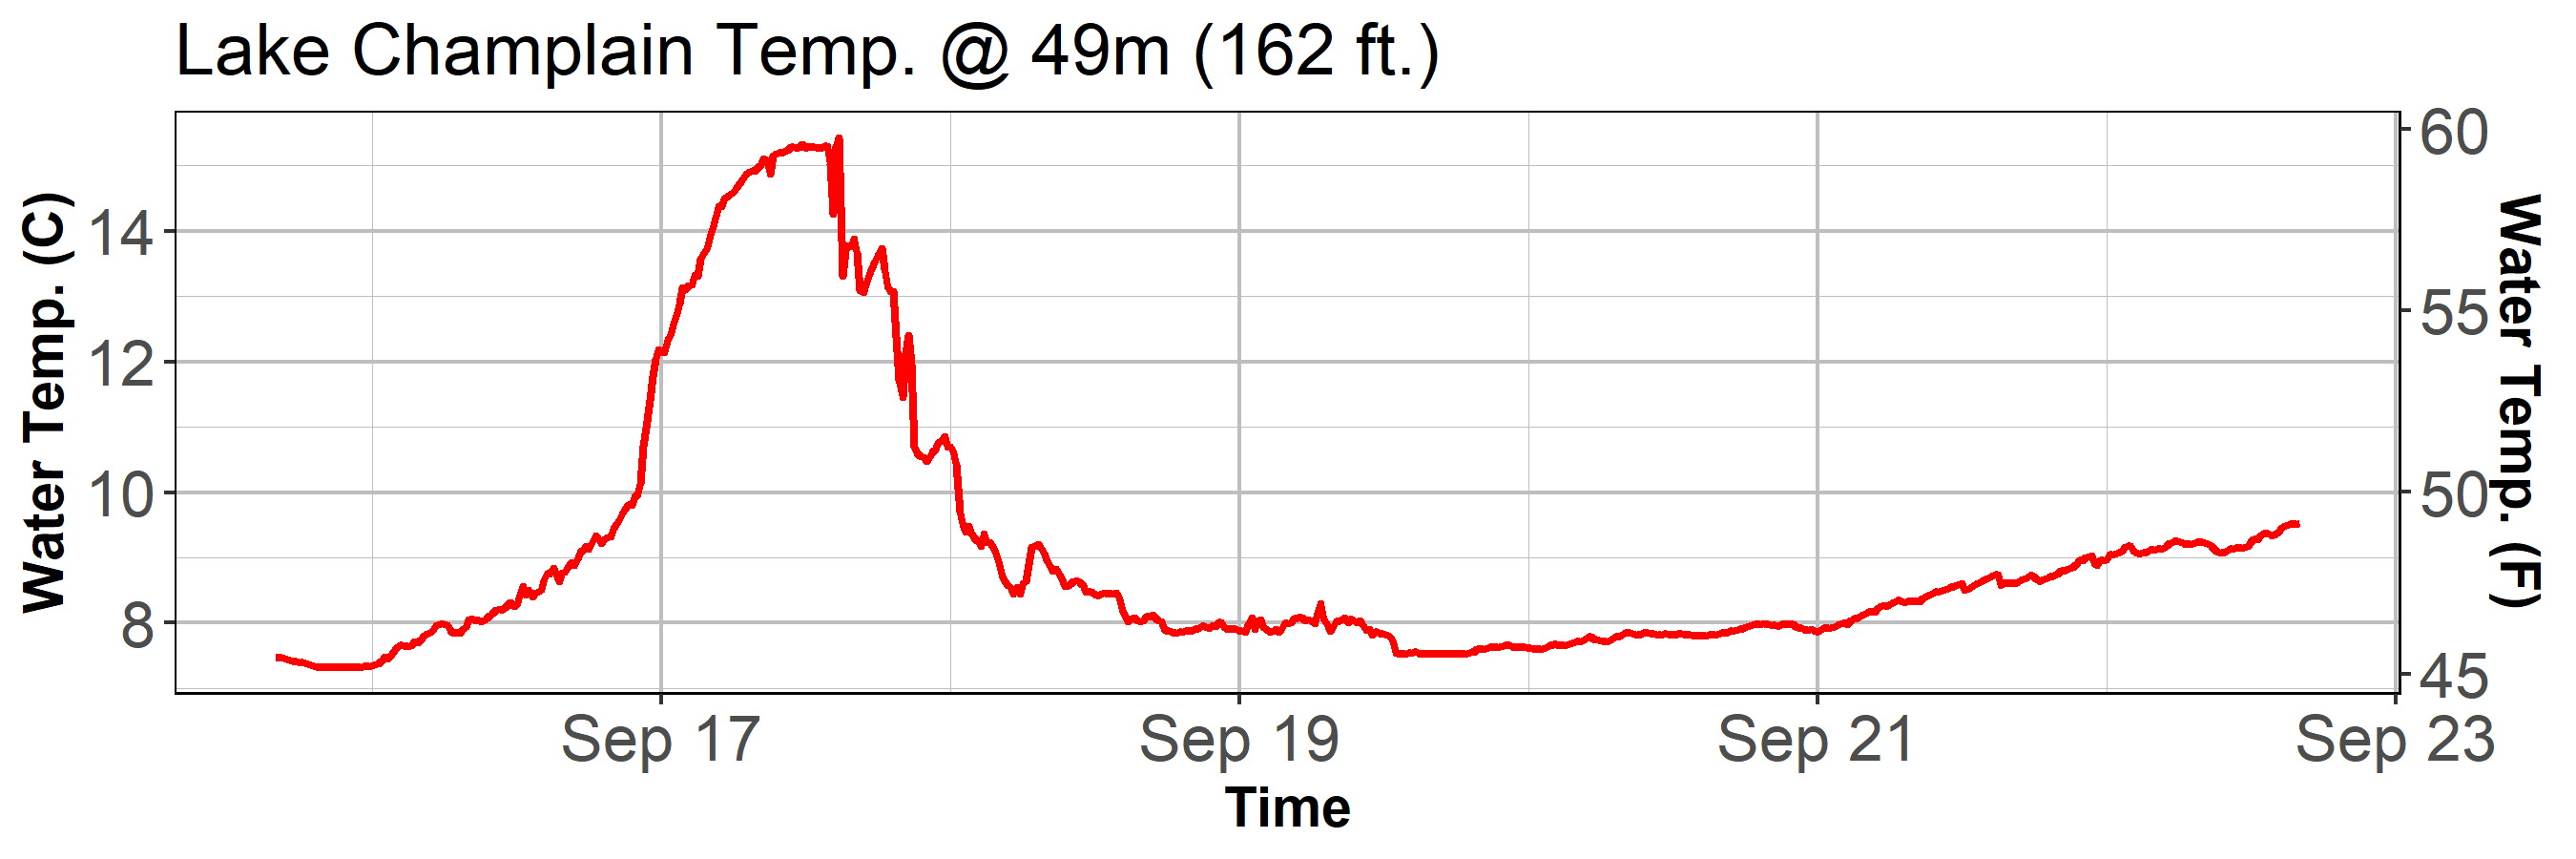 Lake Champlain Temp. @ 49m (162 ft.)
Water Temp. (C)
14
12
10
8
60
55
50
45
Water Temp. (F)
Sep 17
Sep 19
Sep 21
Sep 23
Time